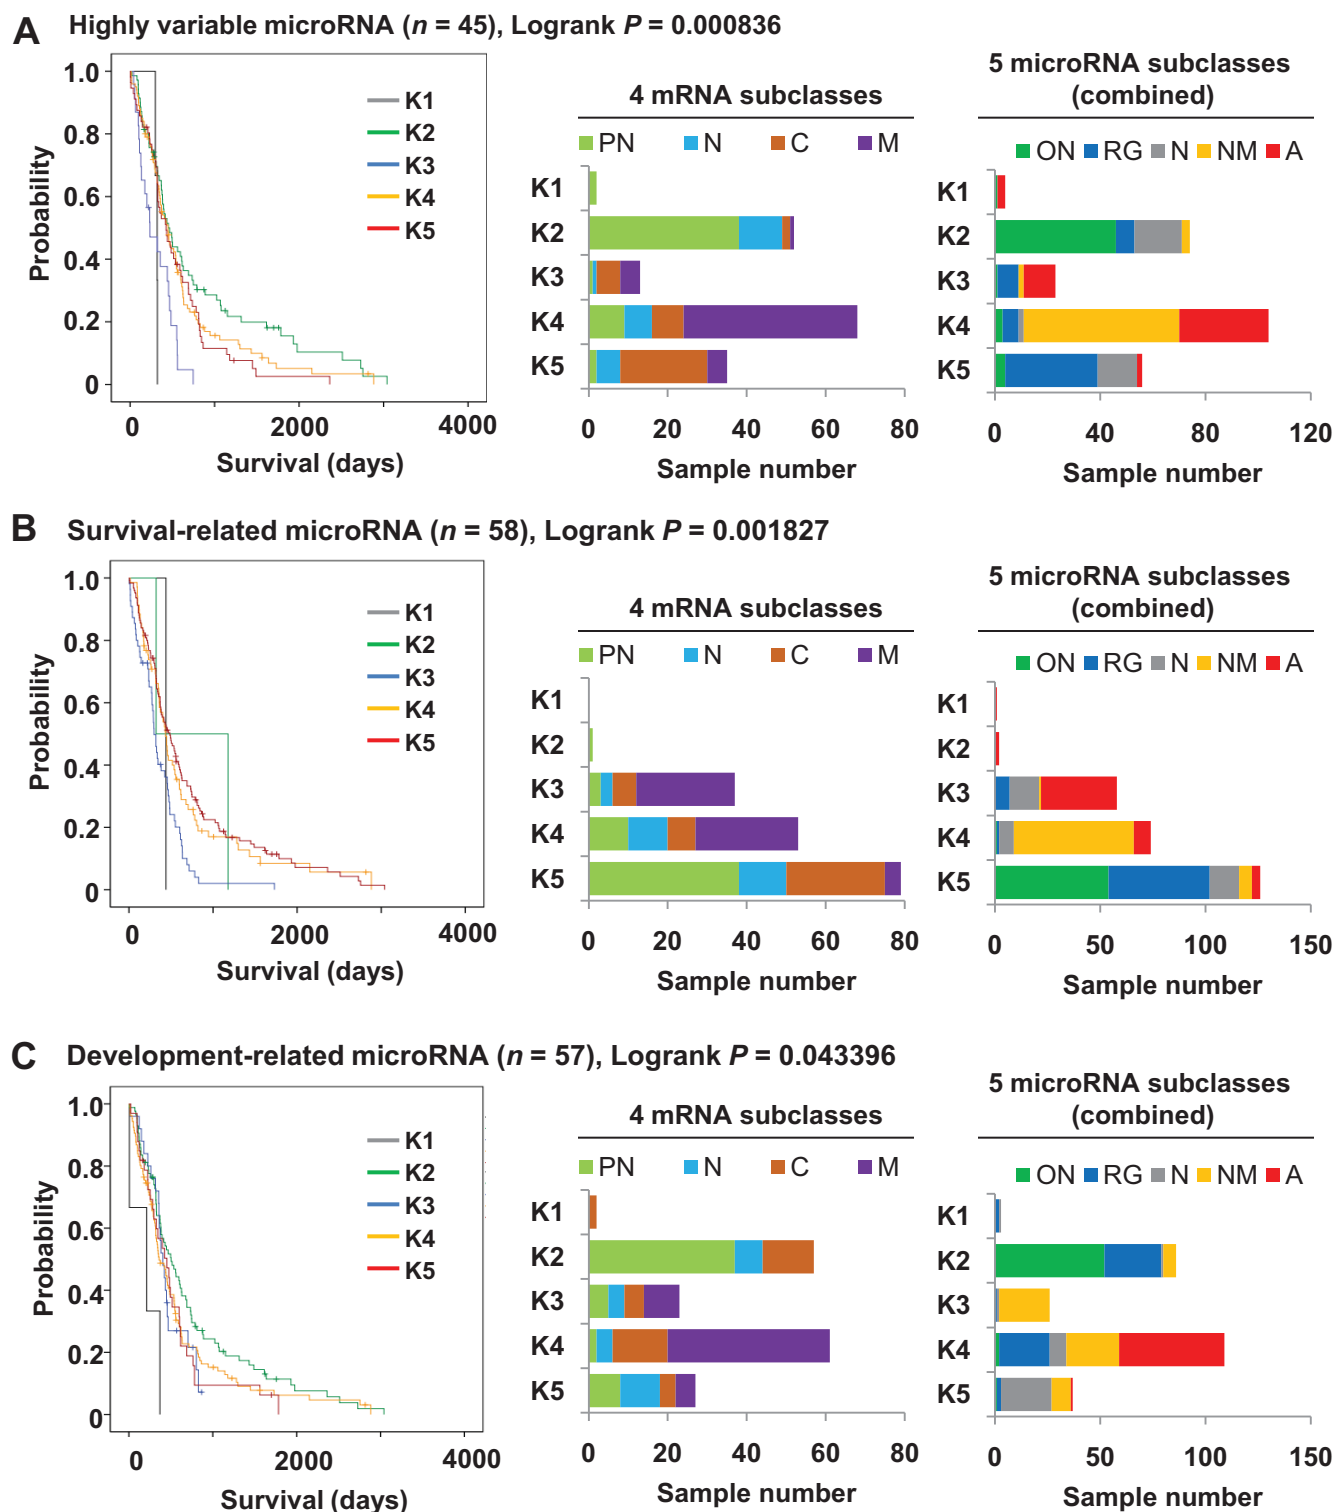 A Highly variable microRNA (n = 45), Logrank P = 0.000836
1.0
0.8
0.6
0.4
0.2
0
Probability
K1
K2
K3
K4
K5
0 2000 4000
Survival (days)
4 mRNA subclasses
PN N C M
K1
K2
K3
K4
K5
0 20 40 60 80
Sample number
5 microRNA subclasses
(combined)
ON RG N NM A
K1
K2
K3
K4
K5
0 40 80 120
Sample number
B Survival-related microRNA (n = 58), Logrank P = 0.001827
1.0
0.8
0.6
0.4
0.2
0
Probability
K1
K2
K3
K4
K5
0 2000 4000
Survival (days)
4 mRNA subclasses
PN N C M
K1
K2
K3
K4
K5
0 20 40 60 80
Sample number
5 microRNA subclasses
(combined)
ON RG N NM A
K1
K2
K3
K4
K5
0 50 100 150
Sample number
C Development-related microRNA (n = 57), Logrank P = 0.043396
1.0
0.8
0.6
0.4
0.2
0
Probability
K1
K2
K3
K4
K5
0 2000 4000
Survival (days)
4 mRNA subclasses
PN N C M
K1
K2
K3
K4
K5
0 20 40 60 80
Sample number
5 microRNA subclasses
(combined)
ON RG N NM A
K1
K2
K3
K4
K5
0 50 100 150
Sample number